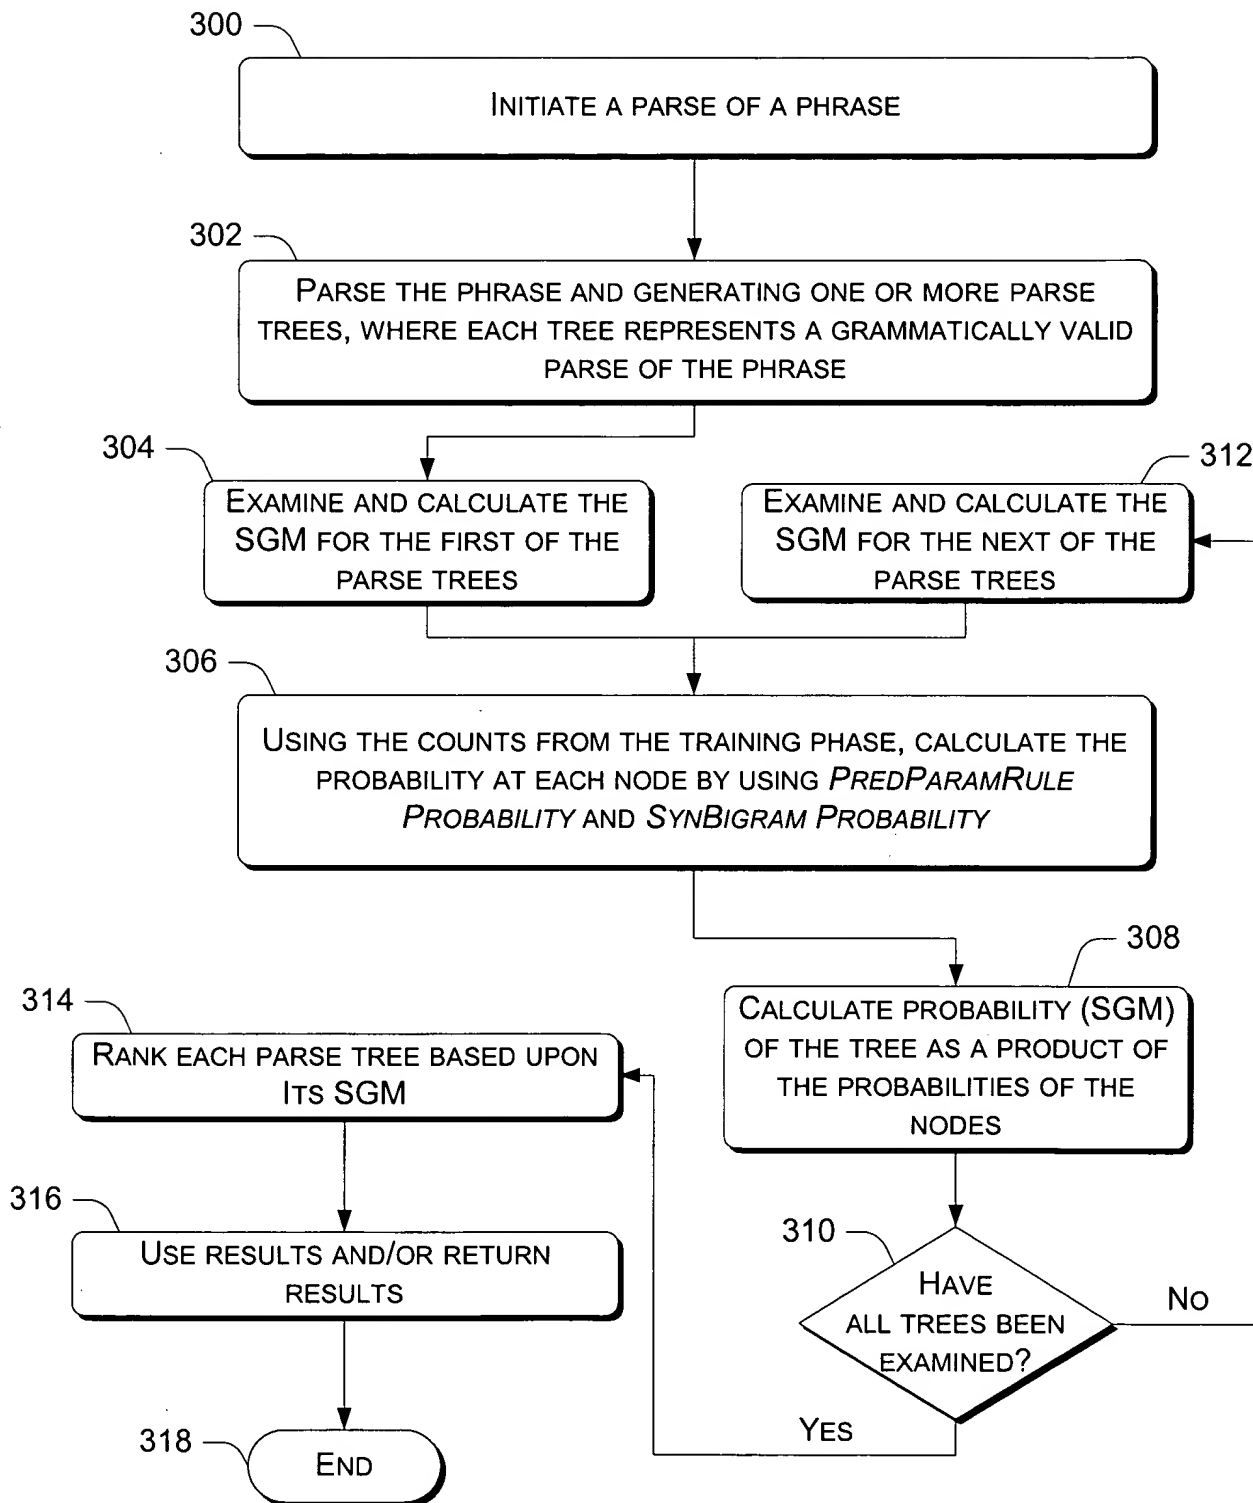 300
INITIATE A PARSE OF A PHRASE
302
PARSE THE PHRASE AND GENERATING ONE OR MORE PARSE
TREES, WHERE EACH TREE REPRESENTS A GRAMMATICALLY VALID
PARSE OF THE PHRASE
304
EXAMINE AND CALCULATE THE
SGM FOR THE FIRST OF THE
PARSE TREES
312
EXAMINE AND CALCULATE THE
SGM FOR THE NEXT OF THE
PARSE TREES
306
USING THE COUNTS FROM THE TRAINING PHASE, CALCULATE THE
PROBABILITY AT EACH NODE BY USING PREDPARAMRULE
PROBABILITY AND SYNBIGRAM PROBABILITY
308
CALCULATE PROBABILITY (SGM)
OF THE TREE AS A PRODUCT OF
THE PROBABILITIES OF THE
NODES
310
HAVE
ALL TREES BEEN
EXAMINED?
NO
YES
314
RANK EACH PARSE TREE BASED UPON
ITS SGM
316
USE RESULTS AND/OR RETURN
RESULTS
318
END